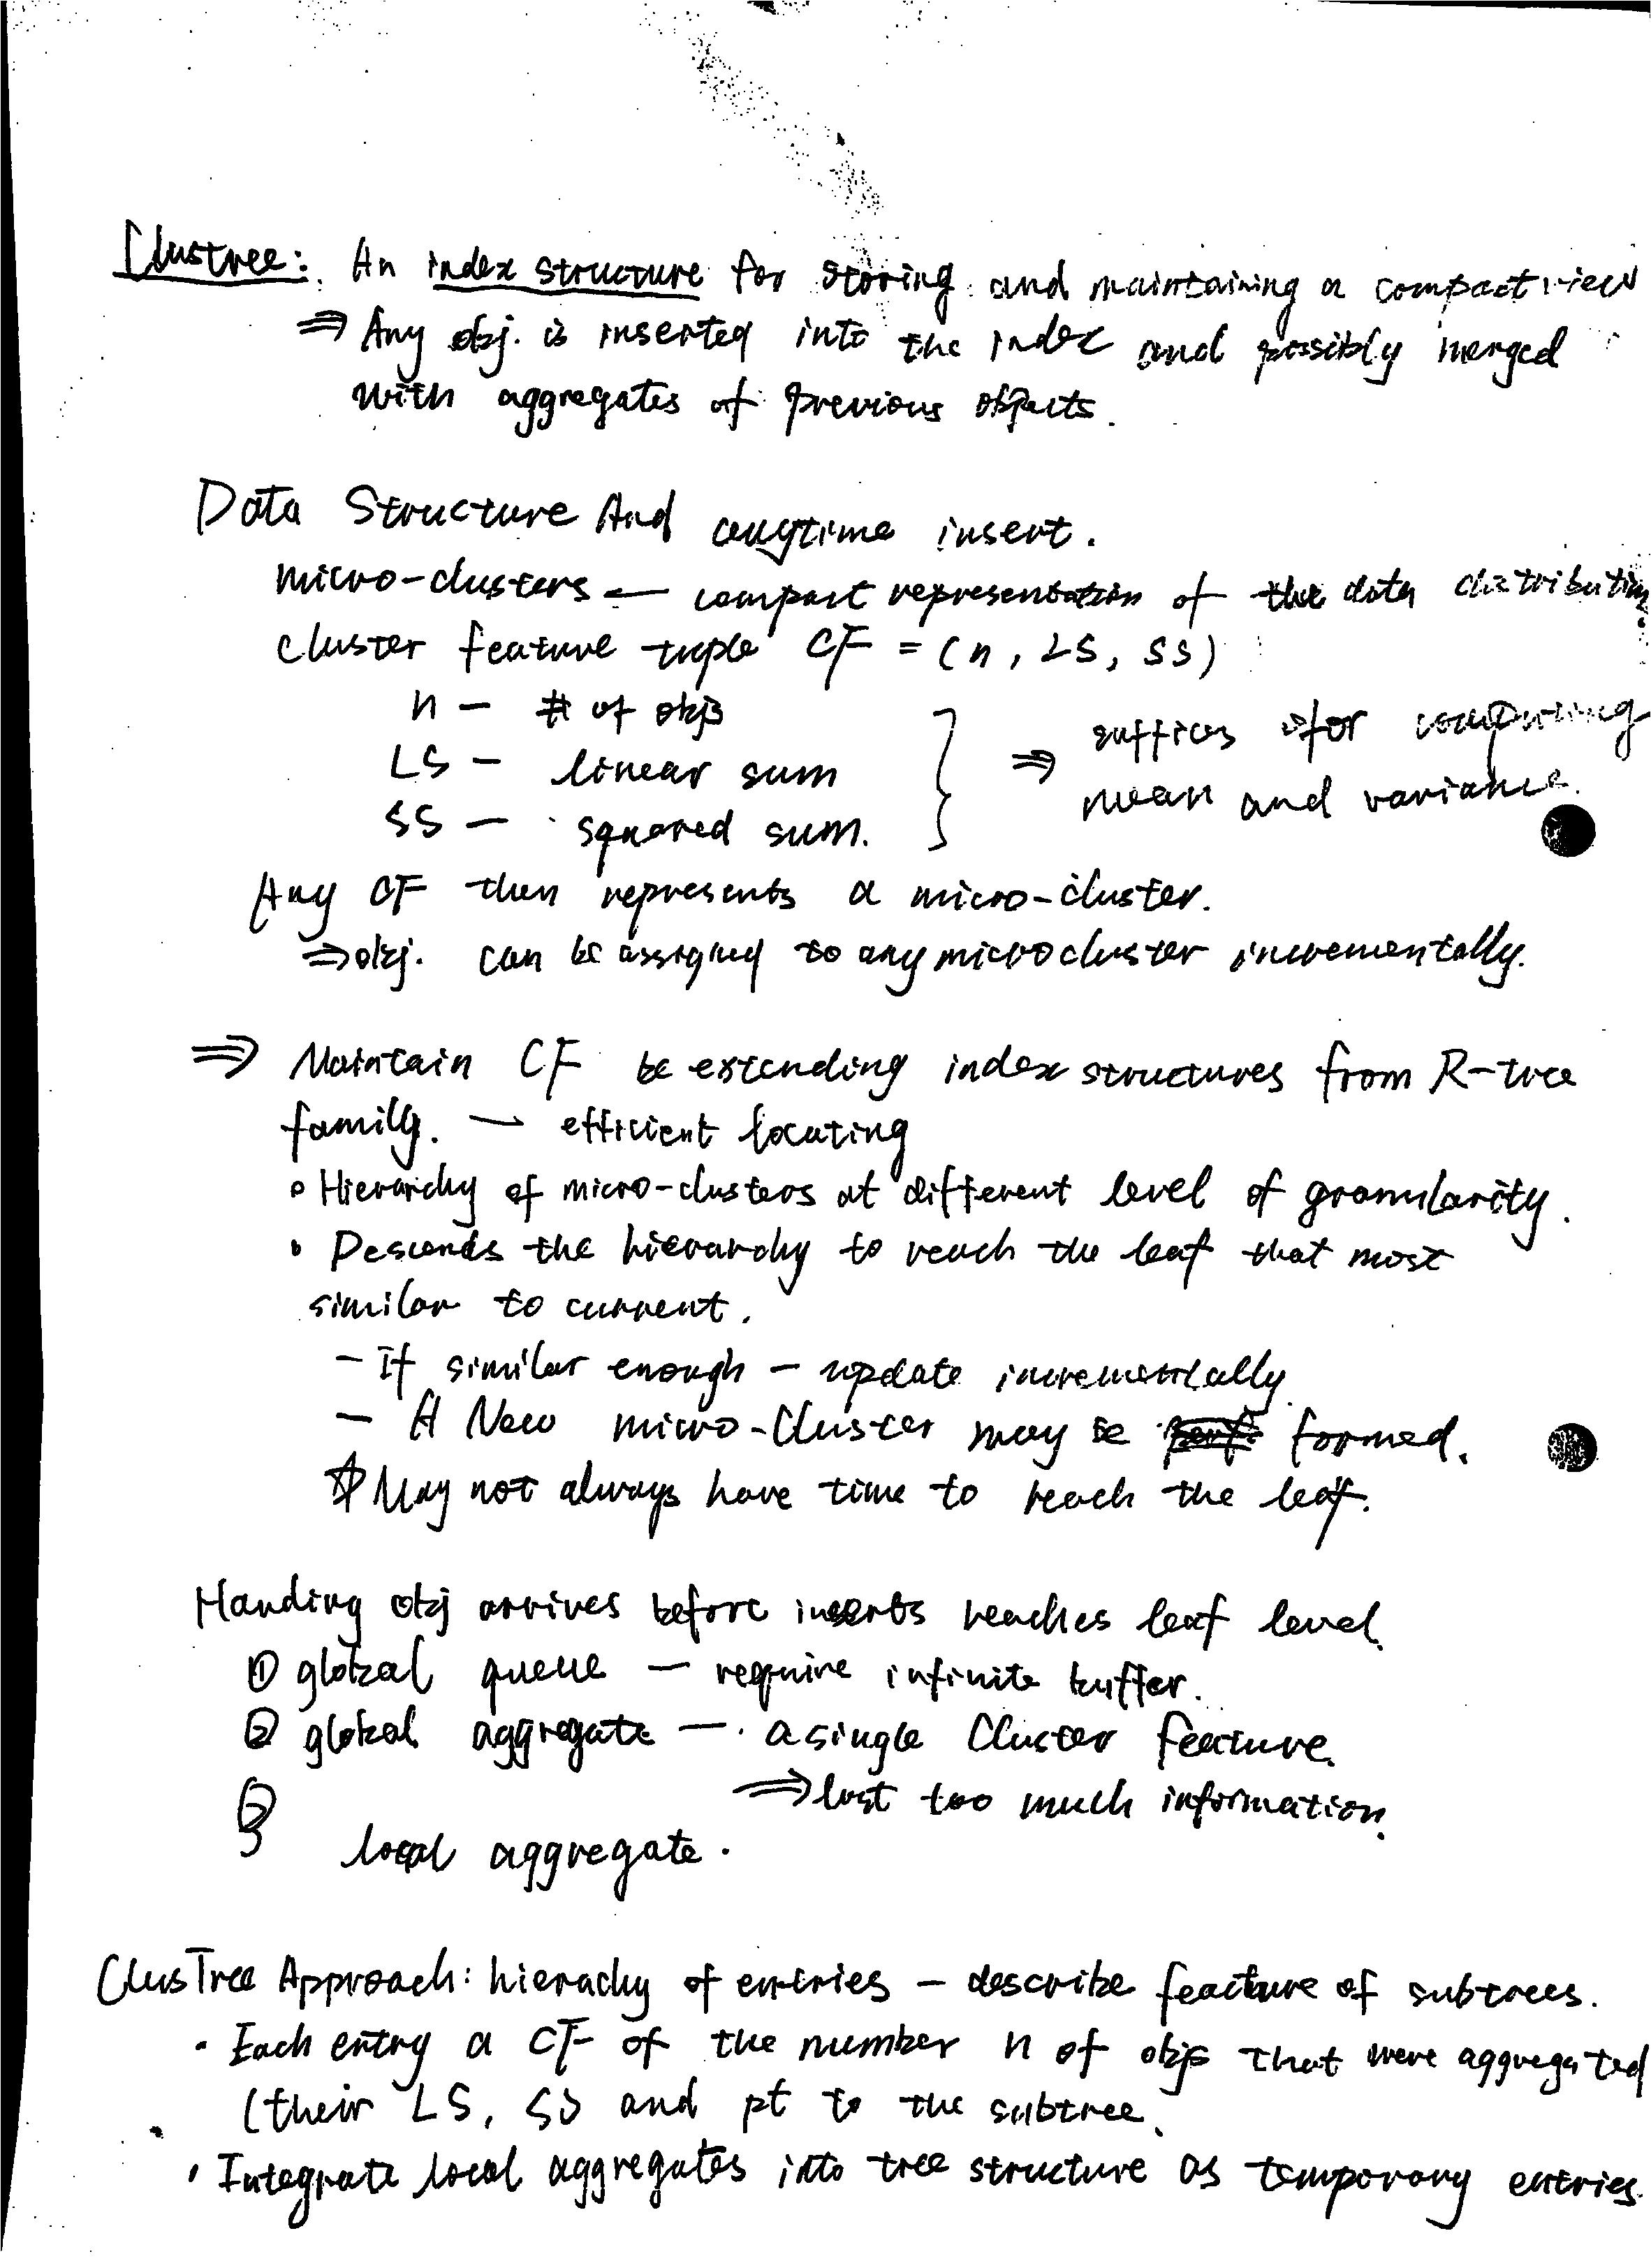 Clustree: An index structure for storing and maintaining a compact view
⇒ Any obj. is inserted into the index and possibly merged
with aggregates of previous objects.
Data Structure And anytime insert.
micro-clusters — compact representation of the data distribution
cluster feature tuple CF = (n, LS, SS)
n — # of objs
LS — linear sum
SS — squared sum.
⇒ suffices for computing
mean and variance.
Any CF then represents a micro-cluster.
⇒ obj. can be assigned to any microcluster incrementally.
⇒ Maintain CF be extending index structures from R-tree
family. — efficient locating
• Hierarchy of micro-clusters at different level of granularity.
• Descends the hierarchy to reach the leaf that most
similar to current.
- If similar enough - update incrementally.
- A New micro-Cluster may be formed.
☆ May not always have time to reach the leaf.
Handing obj arrives before inserts reaches leaf level.
① global queue — require infinite buffer.
② global aggregate — a single Cluster feature.
⇒ lost too much information.
③ local aggregate.
ClusTree Approach: hierachy of entries - describe feature of subtrees.
• Each entry a CF of the number n of objs that were aggregated
(their LS, SS and pt to the subtree.
• Integrate local aggregates into tree structure as temporary entries.